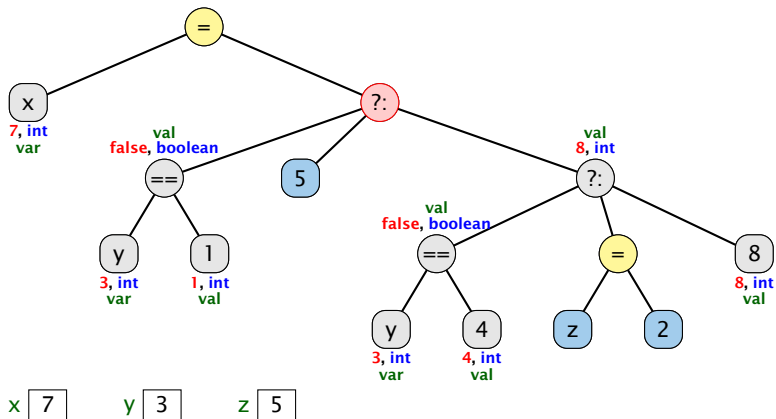 =
x
?:
7, int
var
val
false, boolean
val
8, int
==
5
?:
val
false, boolean
y
1
==
=
8
3, int
var
1, int
val
8, int
val
y
4
z
2
3, int
var
4, int
val
x 7 y 3 z 5